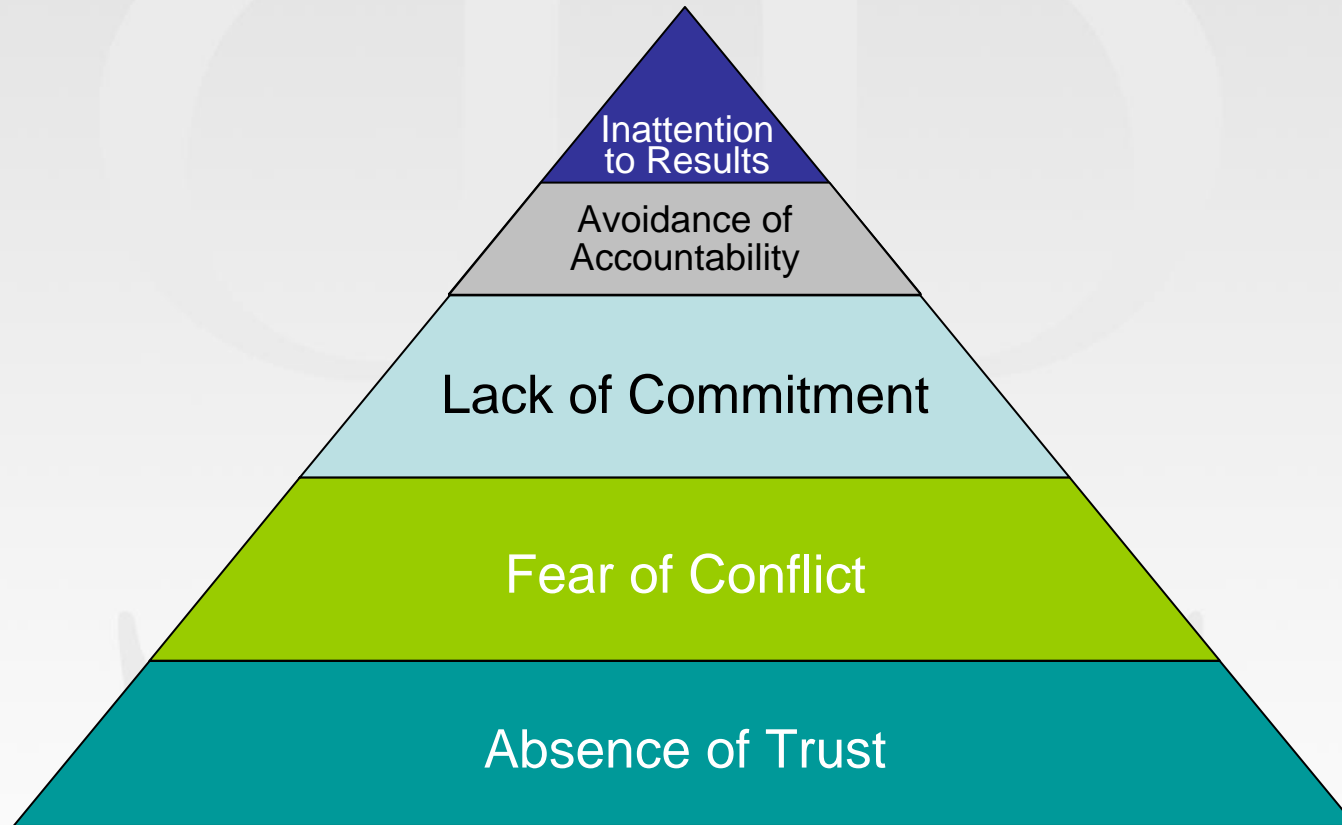 Inattention
to Results
Avoidance of
Accountability
Lack of Commitment
Fear of Conflict
Absence of Trust